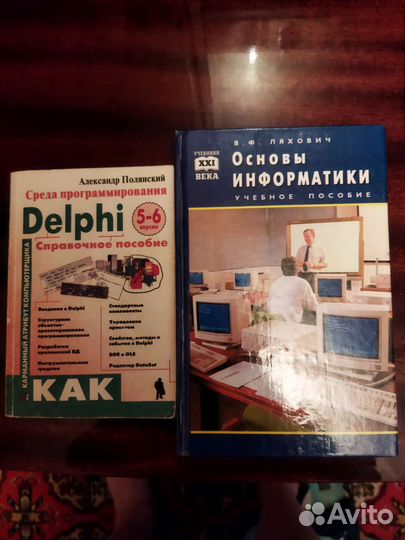 Александр Полянский
Среда программирования
Delphi
5-6
версии
Справочное пособие
КАРМАННЫЙ АТРИБУТ КОМПЬЮТЕРЩИКА
Введение в Delphi
Структурное
объектно-
ориентированное
программирование
Разработка
приложений БД
Инструментальные
средства
Стандартные
компоненты
Управление
проектом
Свойства, методы и
события в Delphi
DDE и OLE
Редактор DataSet
КАК
УЧЕБНИКИ
XXI
ВЕКА
В. Ф. ЛЯХОВИЧ
Основы
ИНФОРМАТИКИ
УЧЕБНОЕ ПОСОБИЕ
Avito